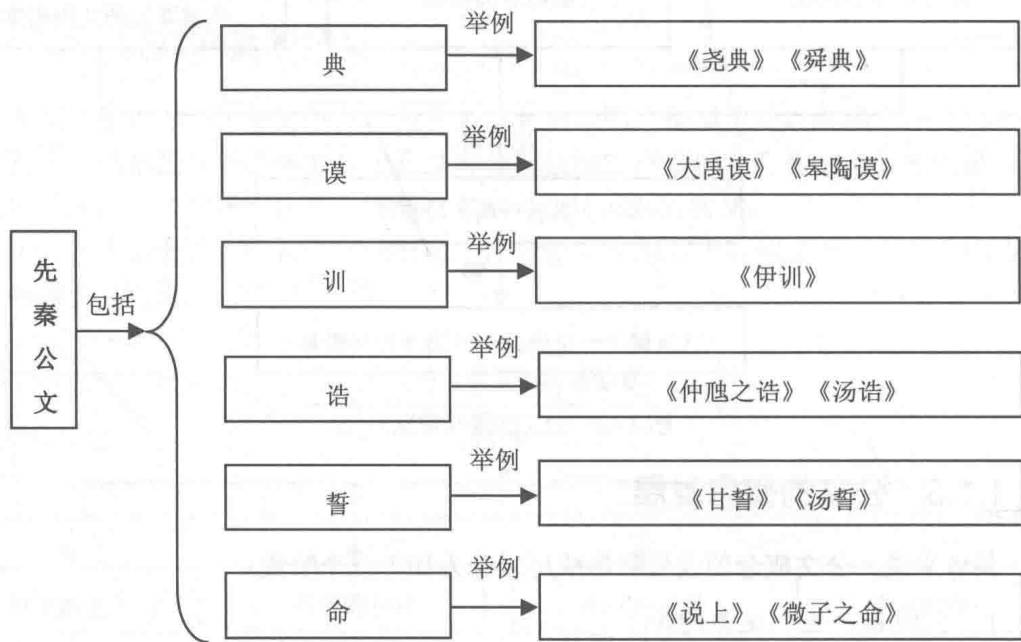 先秦公文
包括
典
举例
《尧典》《舜典》
谟
举例
《大禹谟》《皋陶谟》
训
举例
《伊训》
诰
举例
《仲虺之诰》《汤诰》
誓
举例
《甘誓》《汤誓》
命
举例
《说上》《微子之命》